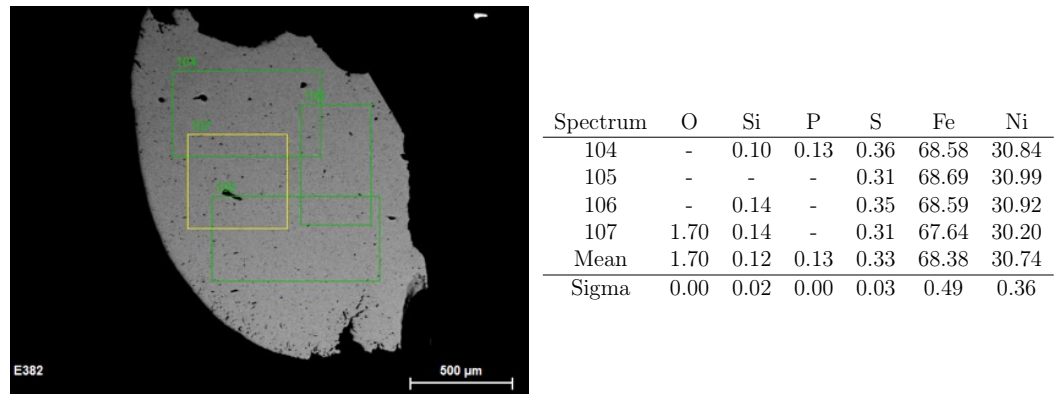 104
E382
500 µm
Spectrum O Si P S Fe Ni
104 - 0.10 0.13 0.36 68.58 30.84
105 - - - 0.31 68.69 30.99
106 - 0.14 - 0.35 68.59 30.92
107 1.70 0.14 - 0.31 67.64 30.20
Mean 1.70 0.12 0.13 0.33 68.38 30.74
Sigma 0.00 0.02 0.00 0.03 0.49 0.36